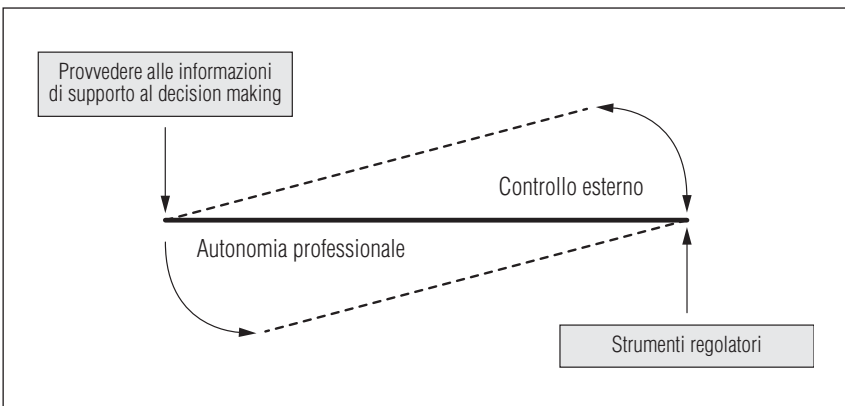 Provvedere alle informazioni
di supporto al decision making
Controllo esterno
Autonomia professionale
Strumenti regolatori